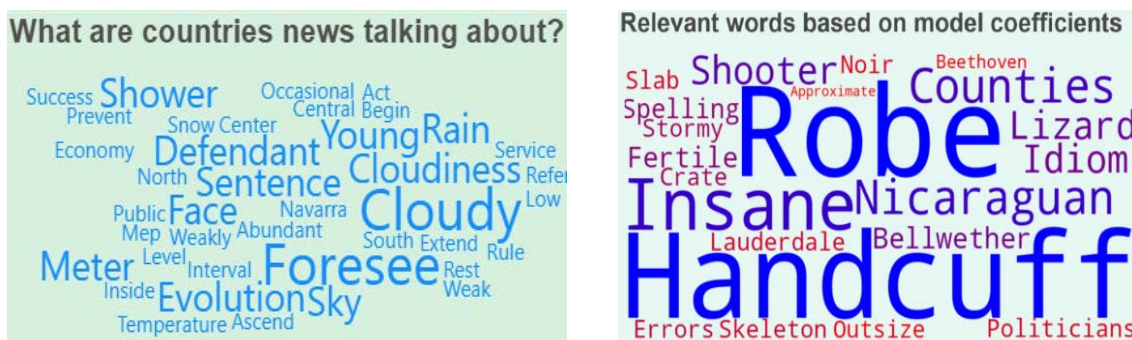 What are countries news talking about?
Success Shower Occasional Act
Prevent Central Begin
Snow Center Young Rain
Economy Defendant Service
North Sentence Cloudiness Refer
Public Face Navarra Cloudy Low
Mep Weakly Abundant
South Extend Rule
Meter Level Interval Foresee Rest
Inside Evolution Sky Weak
Temperature Ascend
Relevant words based on model coefficients
Slab Shooter Noir Beethoven
Approximate Counties
Spelling Robe
Stormy Lizard
Fertile Idiom
Crate
Insane Nicaraguan
Lauderdale Bellwether
Handcuff
Errors Skeleton Outsize Politicians